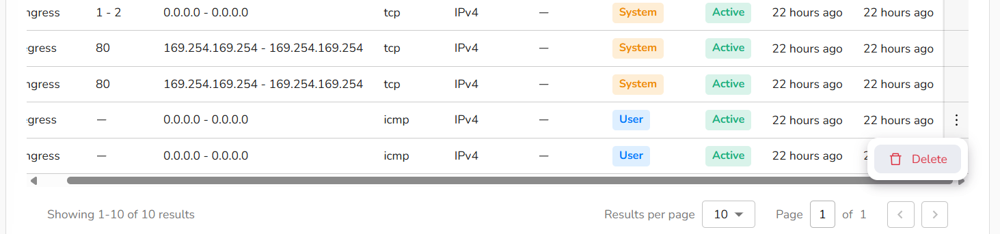 ngress 1 - 2 0.0.0.0 - 0.0.0.0 tcp IPv4 — System Active 22 hours ago 22 hours ago
egress 80 169.254.169.254 - 169.254.169.254 tcp IPv4 — System Active 22 hours ago 22 hours ago
ngress 80 169.254.169.254 - 169.254.169.254 tcp IPv4 — System Active 22 hours ago 22 hours ago
egress — 0.0.0.0 - 0.0.0.0 icmp IPv4 — User Active 22 hours ago 22 hours ago
ngress — 0.0.0.0 - 0.0.0.0 icmp IPv4 — User Active 22 hours ago
Delete
Showing 1-10 of 10 results Results per page 10 Page 1 of 1